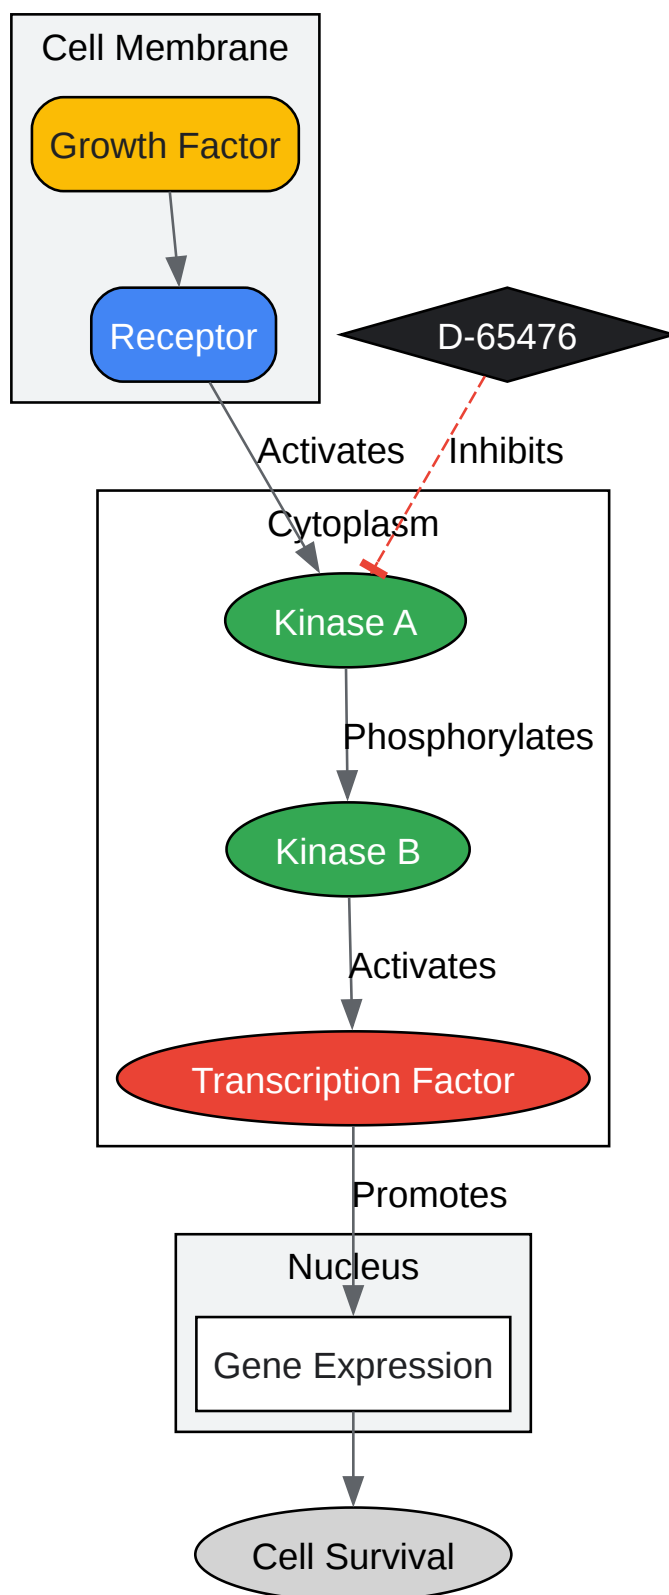 Cell Membrane
Growth Factor
Receptor
D-65476
Activates
Inhibits
Cytoplasm
Kinase A
Phosphorylates
Kinase B
Activates
Transcription Factor
Promotes
Nucleus
Gene Expression
Cell Survival